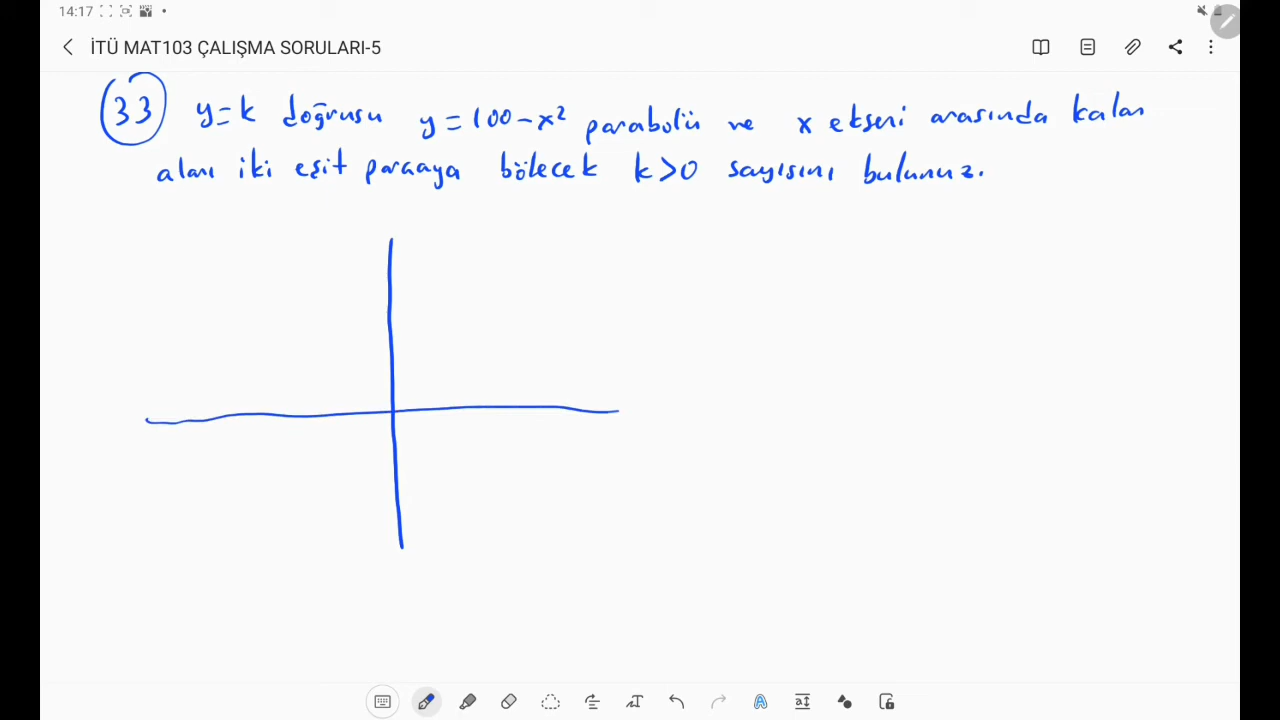 14:17
İTÜ MAT103 ÇALIŞMA SORULARI-5
33 y=k doğrusu y=100-x² parabolü ve x ekseni arasında kalan
alanı iki eşit parçaya bölecek k>0 sayısını bulunuz.